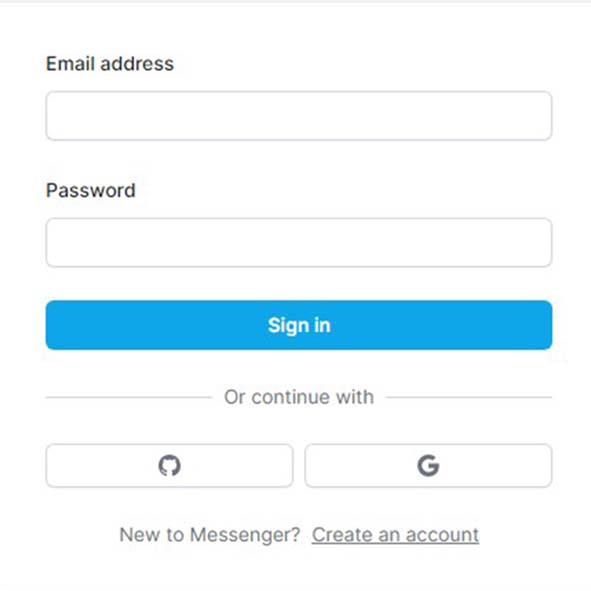 Email address
Password
Sign in
Or continue with
New to Messenger? Create an account